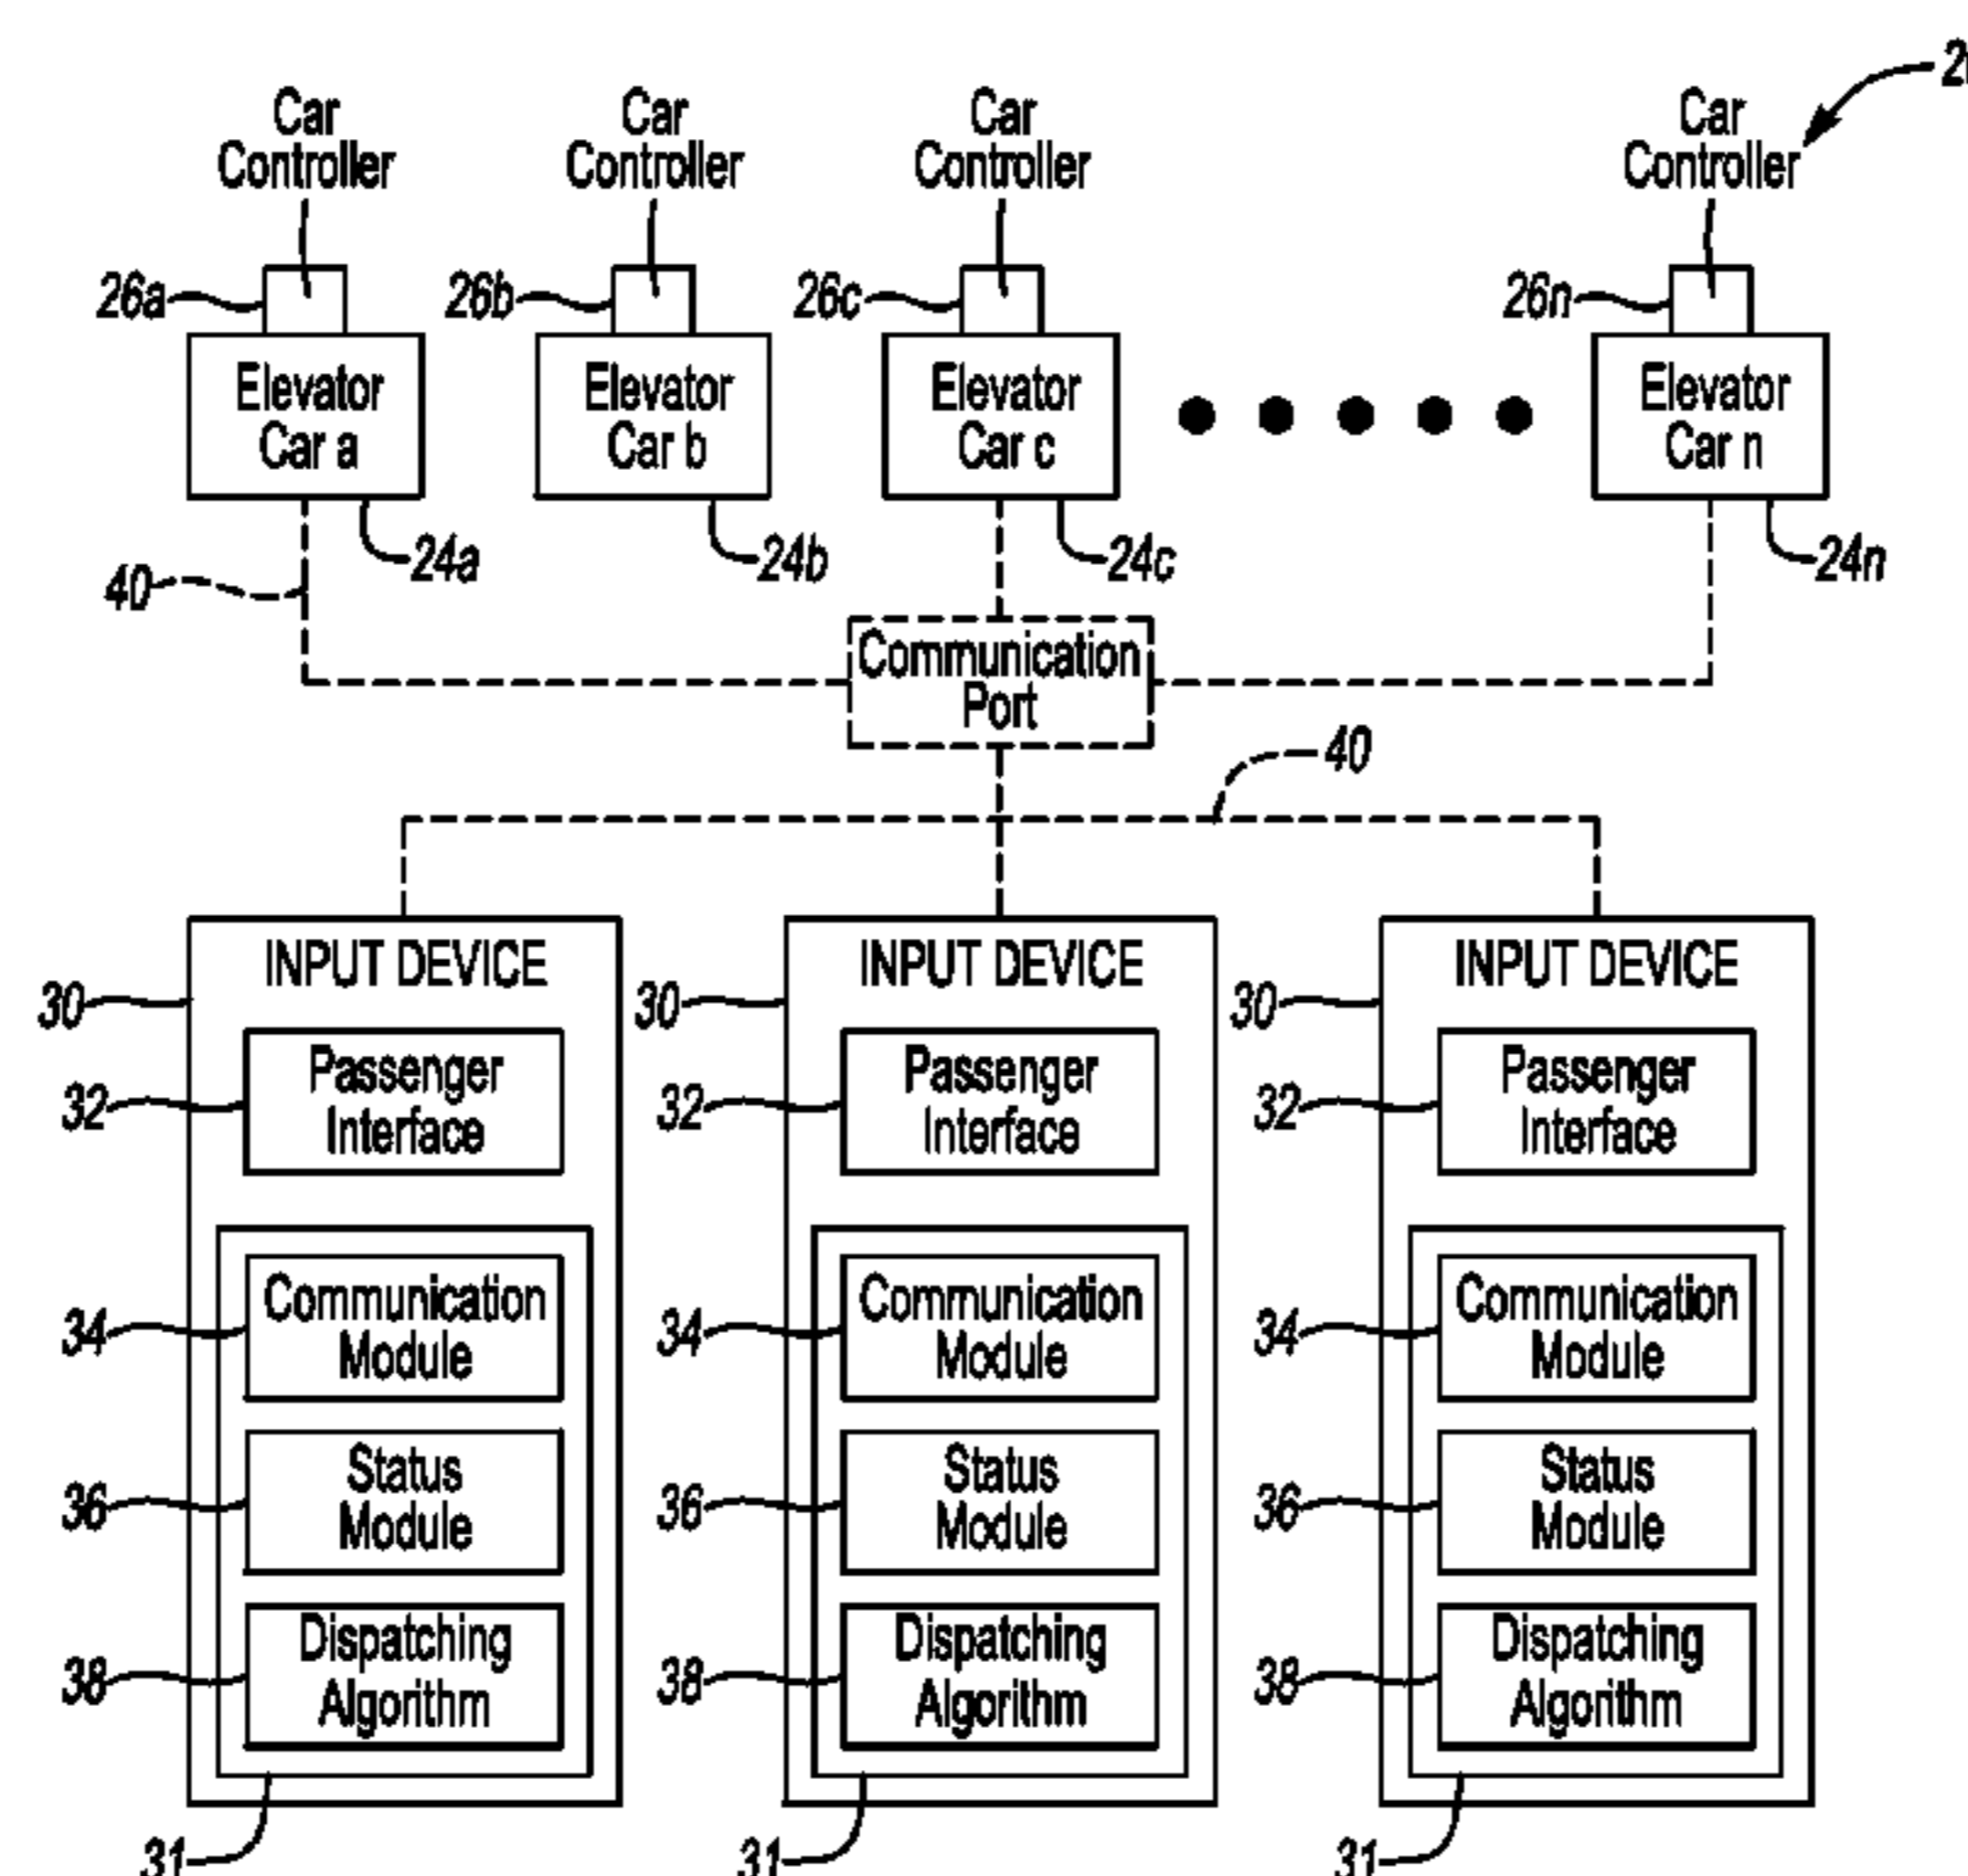 Car Controller
Car Controller
Car Controller
Car Controller
26a
26b
26c
26n
Elevator Car a
Elevator Car b
Elevator Car c
Elevator Car n
24a
24b
24c
24n
40
Communication Port
40
INPUT DEVICE
INPUT DEVICE
INPUT DEVICE
30
30
30
Passenger Interface
Passenger Interface
Passenger Interface
32
32
32
Communication Module
Communication Module
Communication Module
34
34
34
Status Module
Status Module
Status Module
36
36
36
Dispatching Algorithm
Dispatching Algorithm
Dispatching Algorithm
38
38
38
31
31
31